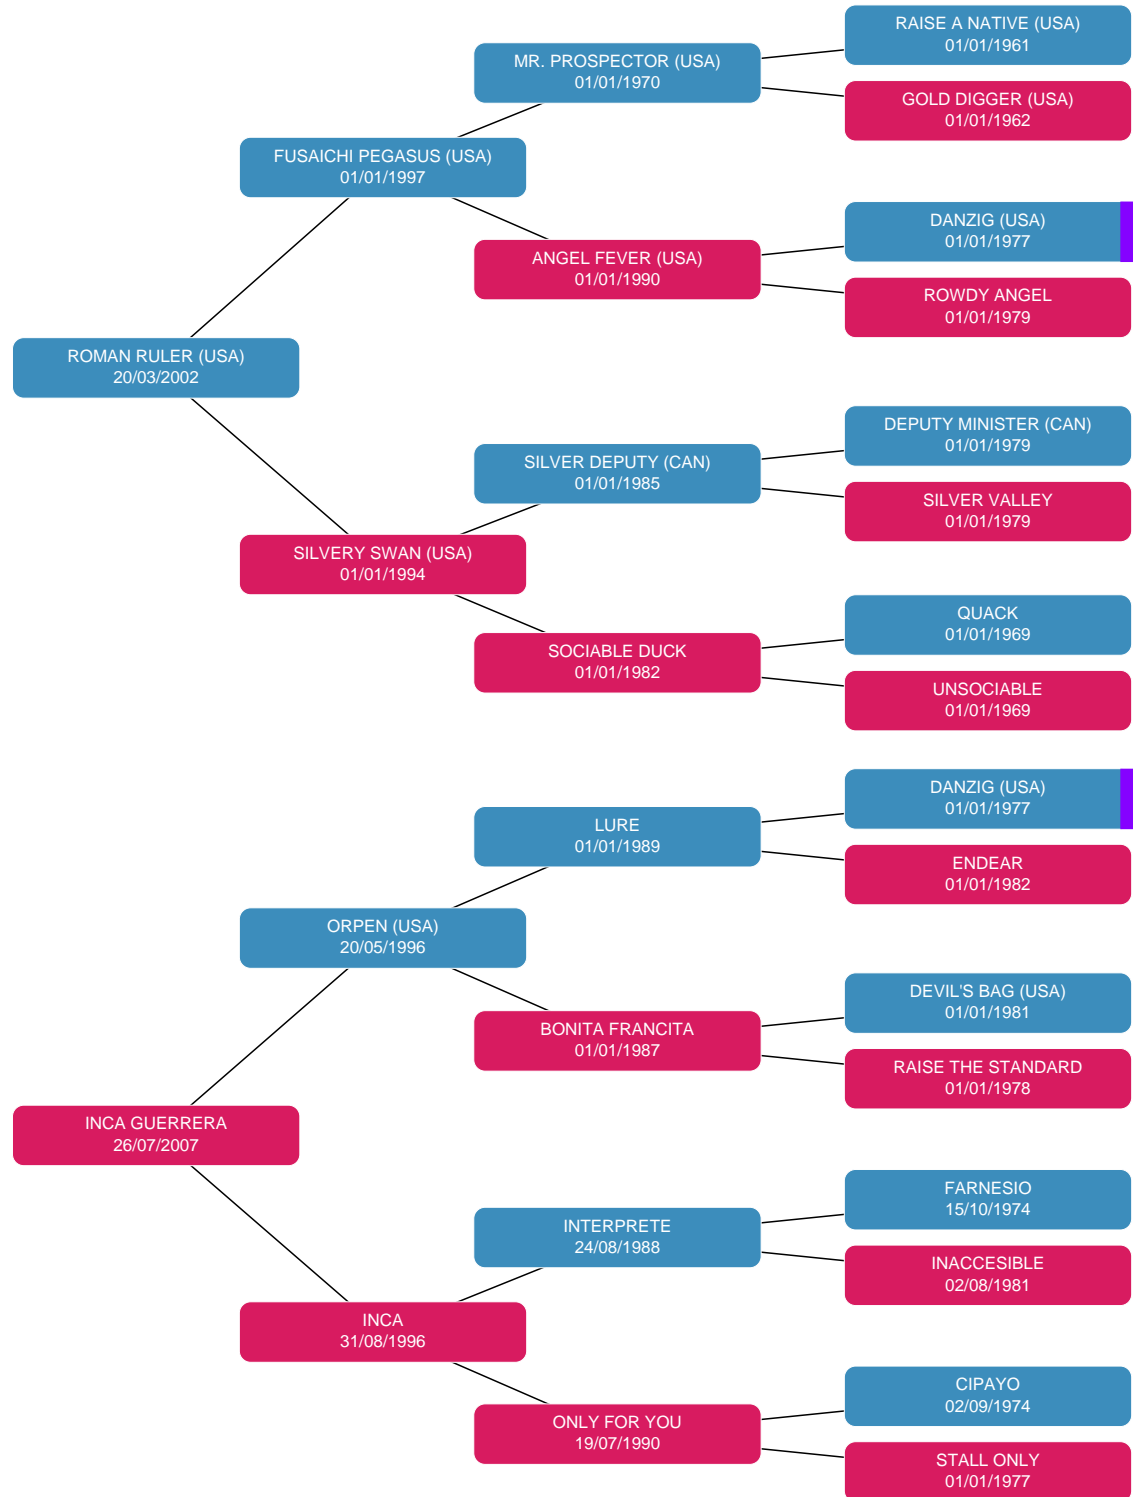 RAISE A NATIVE (USA)
01/01/1961
MR. PROSPECTOR (USA)
01/01/1970
GOLD DIGGER (USA)
01/01/1962
FUSAICHI PEGASUS (USA)
01/01/1997
DANZIG (USA)
01/01/1977
ANGEL FEVER (USA)
01/01/1990
ROWDY ANGEL
01/01/1979
ROMAN RULER (USA)
20/03/2002
DEPUTY MINISTER (CAN)
01/01/1979
SILVER DEPUTY (CAN)
01/01/1985
SILVER VALLEY
01/01/1979
SILVERY SWAN (USA)
01/01/1994
QUACK
01/01/1969
SOCIABLE DUCK
01/01/1982
UNSOCIABLE
01/01/1969
DANZIG (USA)
01/01/1977
LURE
01/01/1989
ENDEAR
01/01/1982
ORPEN (USA)
20/05/1996
DEVIL'S BAG (USA)
01/01/1981
BONITA FRANCITA
01/01/1987
RAISE THE STANDARD
01/01/1978
INCA GUERRERA
26/07/2007
FARNESIO
15/10/1974
INTERPRETE
24/08/1988
INACCESIBLE
02/08/1981
INCA
31/08/1996
CIPAYO
02/09/1974
ONLY FOR YOU
19/07/1990
STALL ONLY
01/01/1977